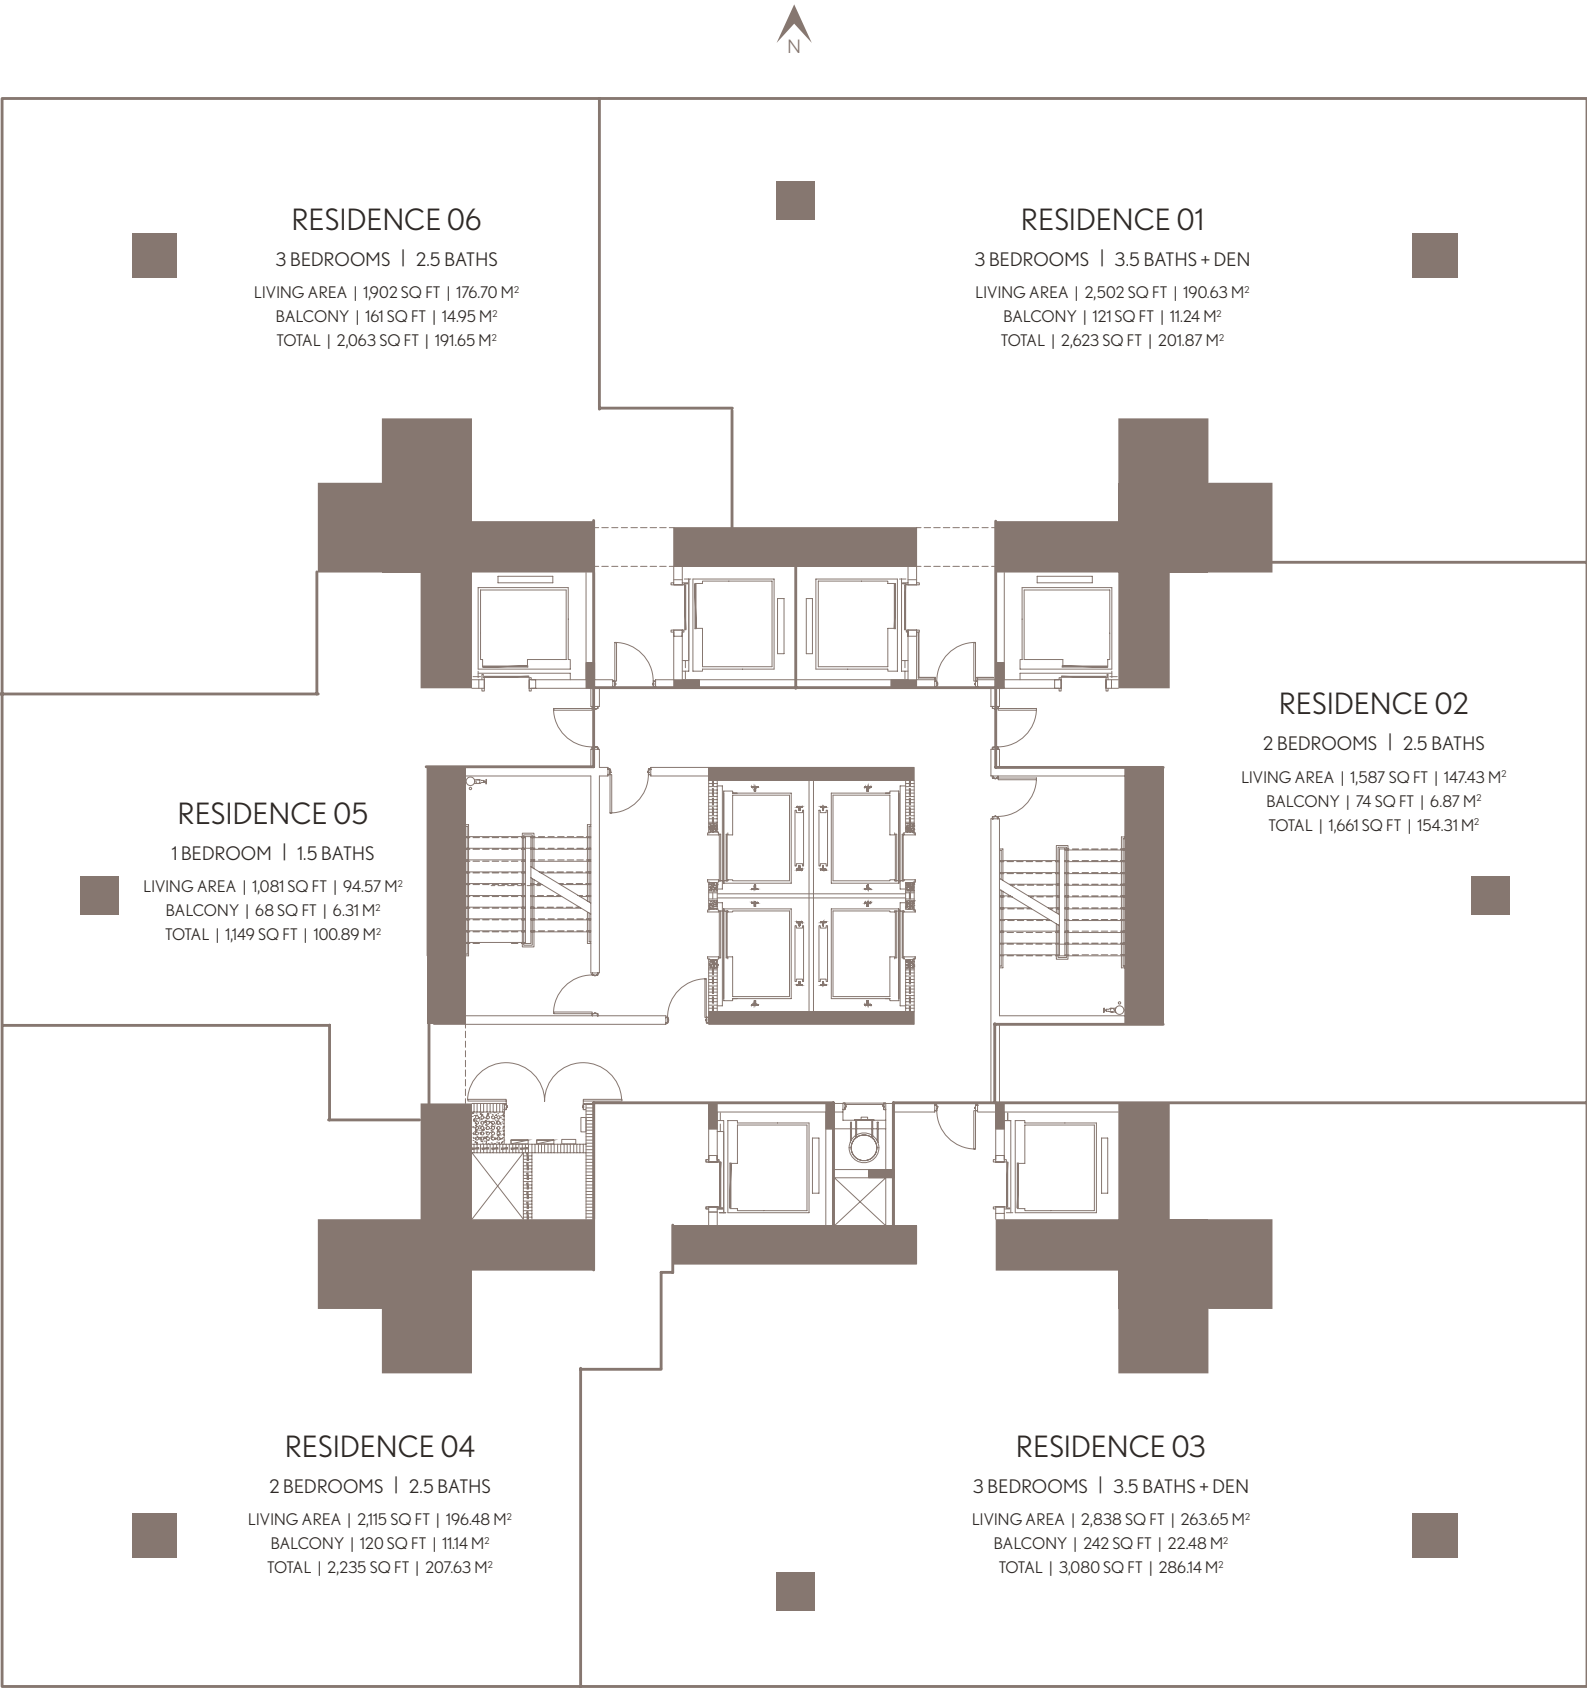 N
RESIDENCE 06
3 BEDROOMS | 2.5 BATHS
LIVING AREA | 1,902 SQ FT | 176.70 M²
BALCONY | 161 SQ FT | 14.95 M²
TOTAL | 2,063 SQ FT | 191.65 M²
RESIDENCE 01
3 BEDROOMS | 3.5 BATHS + DEN
LIVING AREA | 2,502 SQ FT | 190.63 M²
BALCONY | 121 SQ FT | 11.24 M²
TOTAL | 2,623 SQ FT | 201.87 M²
RESIDENCE 02
2 BEDROOMS | 2.5 BATHS
LIVING AREA | 1,587 SQ FT | 147.43 M²
BALCONY | 74 SQ FT | 6.87 M²
TOTAL | 1,661 SQ FT | 154.31 M²
RESIDENCE 05
1 BEDROOM | 1.5 BATHS
LIVING AREA | 1,081 SQ FT | 94.57 M²
BALCONY | 68 SQ FT | 6.31 M²
TOTAL | 1,149 SQ FT | 100.89 M²
RESIDENCE 04
2 BEDROOMS | 2.5 BATHS
LIVING AREA | 2,115 SQ FT | 196.48 M²
BALCONY | 120 SQ FT | 11.14 M²
TOTAL | 2,235 SQ FT | 207.63 M²
RESIDENCE 03
3 BEDROOMS | 3.5 BATHS + DEN
LIVING AREA | 2,838 SQ FT | 263.65 M²
BALCONY | 242 SQ FT | 22.48 M²
TOTAL | 3,080 SQ FT | 286.14 M²